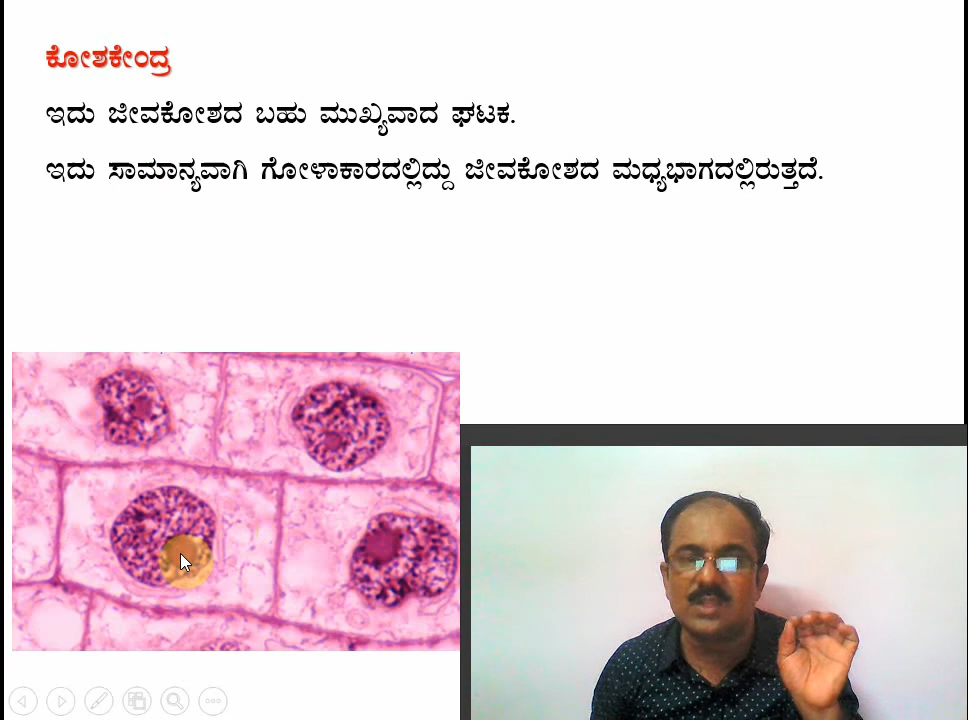 ಕೋಶಕೇಂದ್ರ
ಇದು ಜೀವಕೋಶದ ಬಹು ಮುಖ್ಯವಾದ ಘಟಕ.
ಇದು ಸಾಮಾನ್ಯವಾಗಿ ಗೋಳಾಕಾರದಲ್ಲಿದ್ದು ಜೀವಕೋಶದ ಮಧ್ಯಭಾಗದಲ್ಲಿರುತ್ತದೆ.